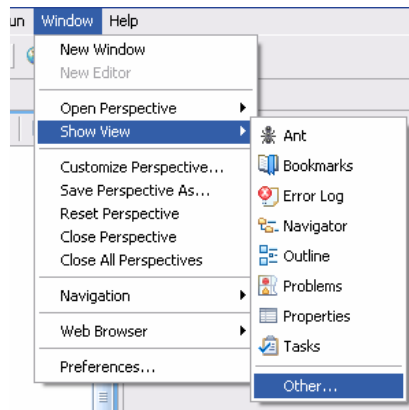 un Window Help
New Window
New Editor
Open Perspective
Show View
Customize Perspective...
Save Perspective As...
Reset Perspective
Close Perspective
Close All Perspectives
Navigation
Web Browser
Preferences...
Ant
Bookmarks
Error Log
Navigator
Outline
Problems
Properties
Tasks
Other...